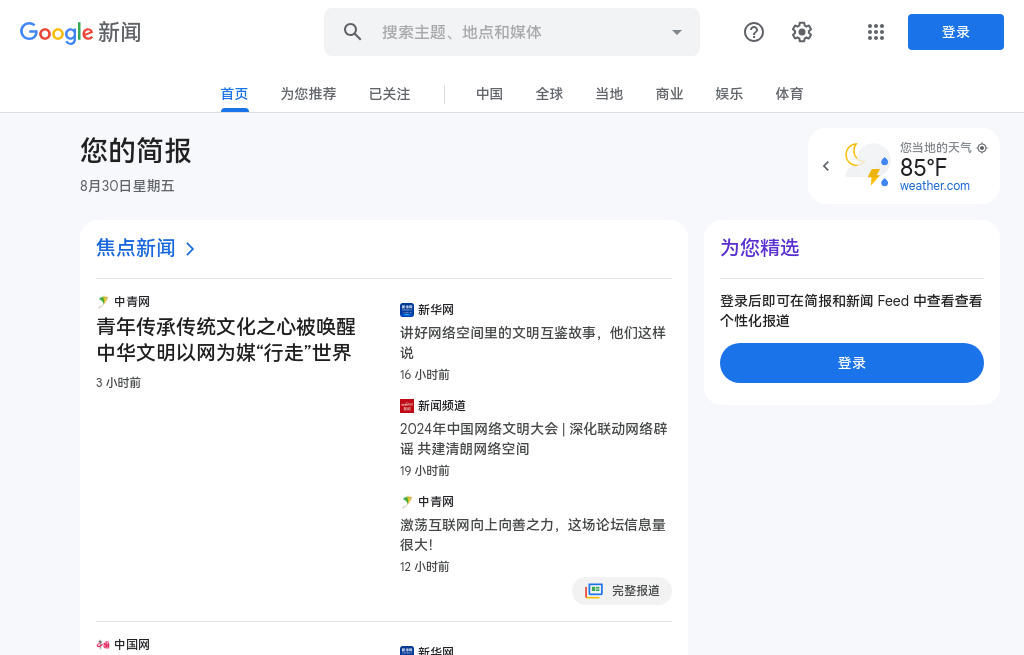 Google 新闻
搜索主题、地点和媒体
登录
首页
为您推荐
已关注
中国
全球
当地
商业
娱乐
体育
您的简报
8月30日星期五
您当地的天气
85°F
weather.com
焦点新闻
中青网
青年传承传统文化之心被唤醒
中华文明以网为媒“行走”世界
3 小时前
新华网
讲好网络空间里的文明互鉴故事，他们这样
说
16 小时前
新闻频道
2024年中国网络文明大会 | 深化联动网络辟
谣 共建清朗网络空间
19 小时前
中青网
激荡互联网向上向善之力，这场论坛信息量
很大！
12 小时前
完整报道
中国网
新华网
为您精选
登录后即可在简报和新闻 Feed 中查看查看
个性化报道
登录